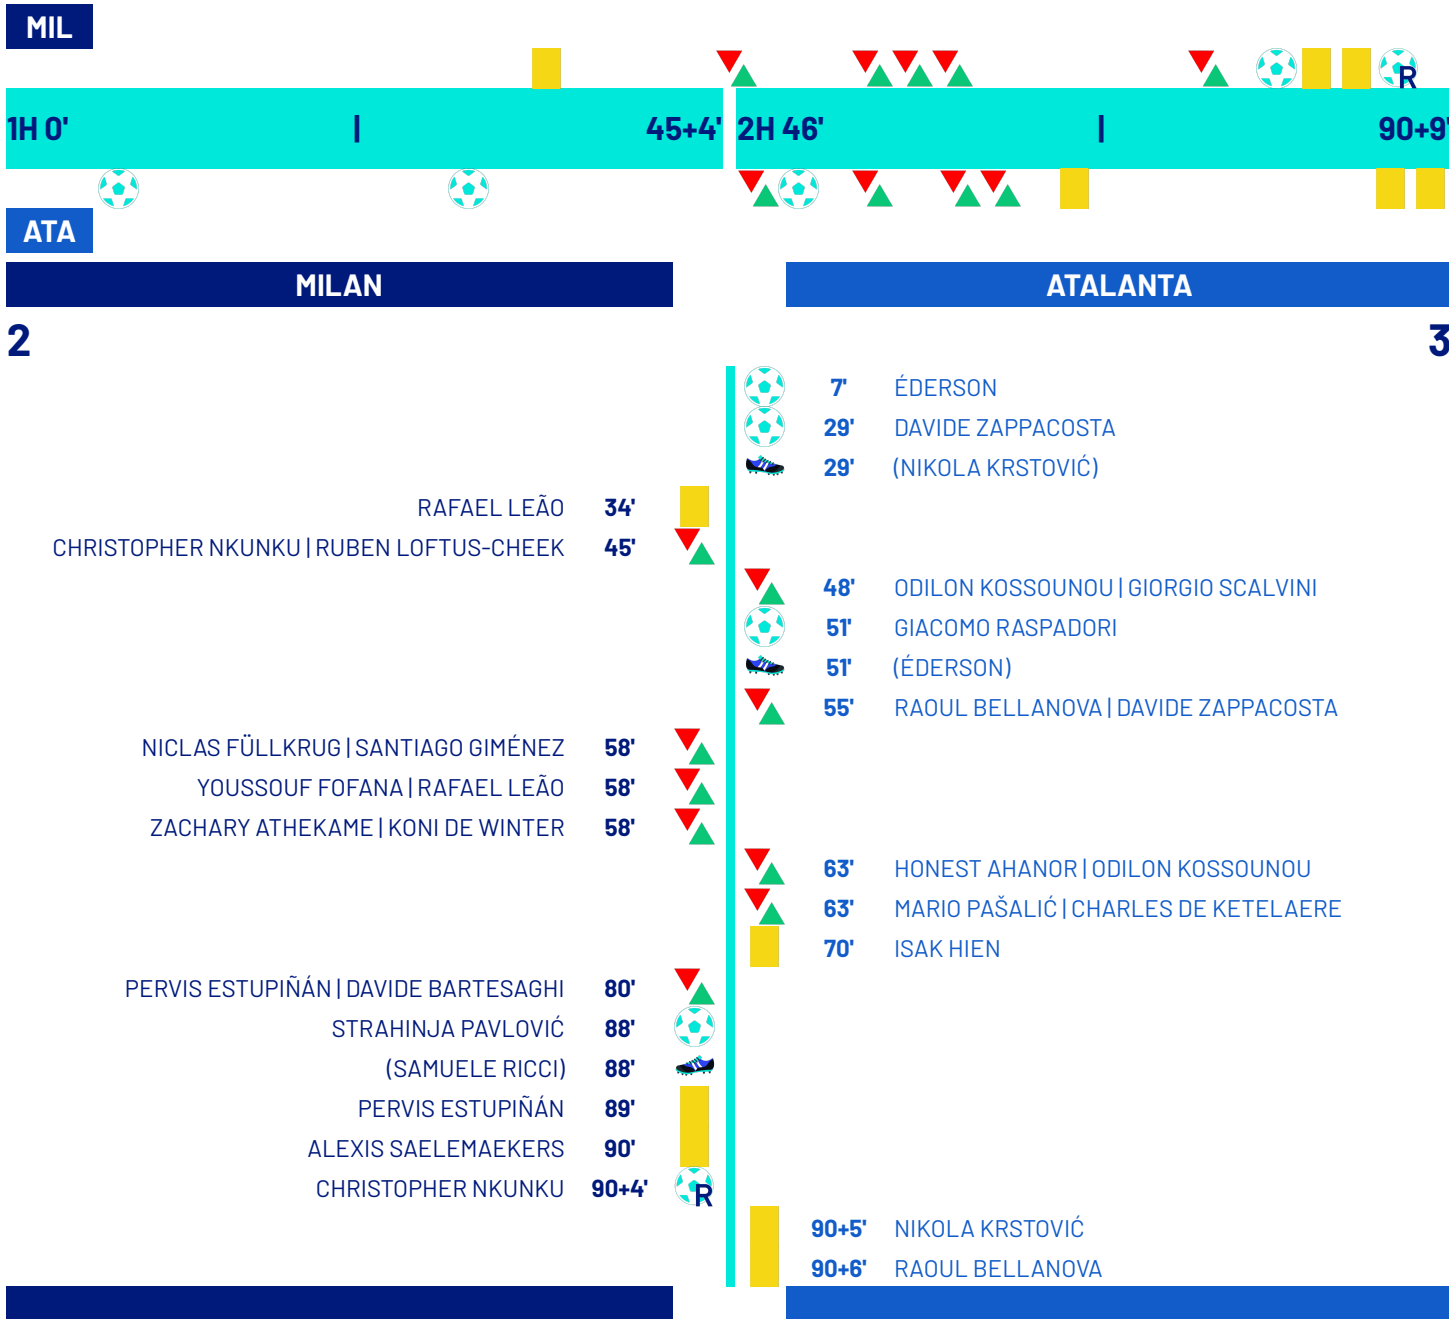 MIL
1H 0' | 45+4' 2H 46' | 90+9'
R
ATA
MILAN ATALANTA
2 3
7' ÉDERSON
29' DAVIDE ZAPPACOSTA
29' (NIKOLA KRSTOVIĆ)
RAFAEL LEÃO 34'
CHRISTOPHER NKUNKU | RUBEN LOFTUS-CHEEK 45'
48' ODILON KOSSOUNOU | GIORGIO SCALVINI
51' GIACOMO RASPADORI
51' (ÉDERSON)
55' RAOUL BELLANOVA | DAVIDE ZAPPACOSTA
NICLAS FÜLLKRUG | SANTIAGO GIMÉNEZ 58'
YOUSSOUF FOFANA | RAFAEL LEÃO 58'
ZACHARY ATHEKAME | KONI DE WINTER 58'
63' HONEST AHANOR | ODILON KOSSOUNOU
63' MARIO PAŠALIĆ | CHARLES DE KETELAERE
70' ISAK HIEN
PERVIS ESTUPIÑÁN | DAVIDE BARTESAGHI 80'
STRAHINJA PAVLOVIĆ 88'
(SAMUELE RICCI) 88'
PERVIS ESTUPIÑÁN 89'
ALEXIS SAELEMAEKERS 90'
CHRISTOPHER NKUNKU 90+4' R
90+5' NIKOLA KRSTOVIĆ
90+6' RAOUL BELLANOVA